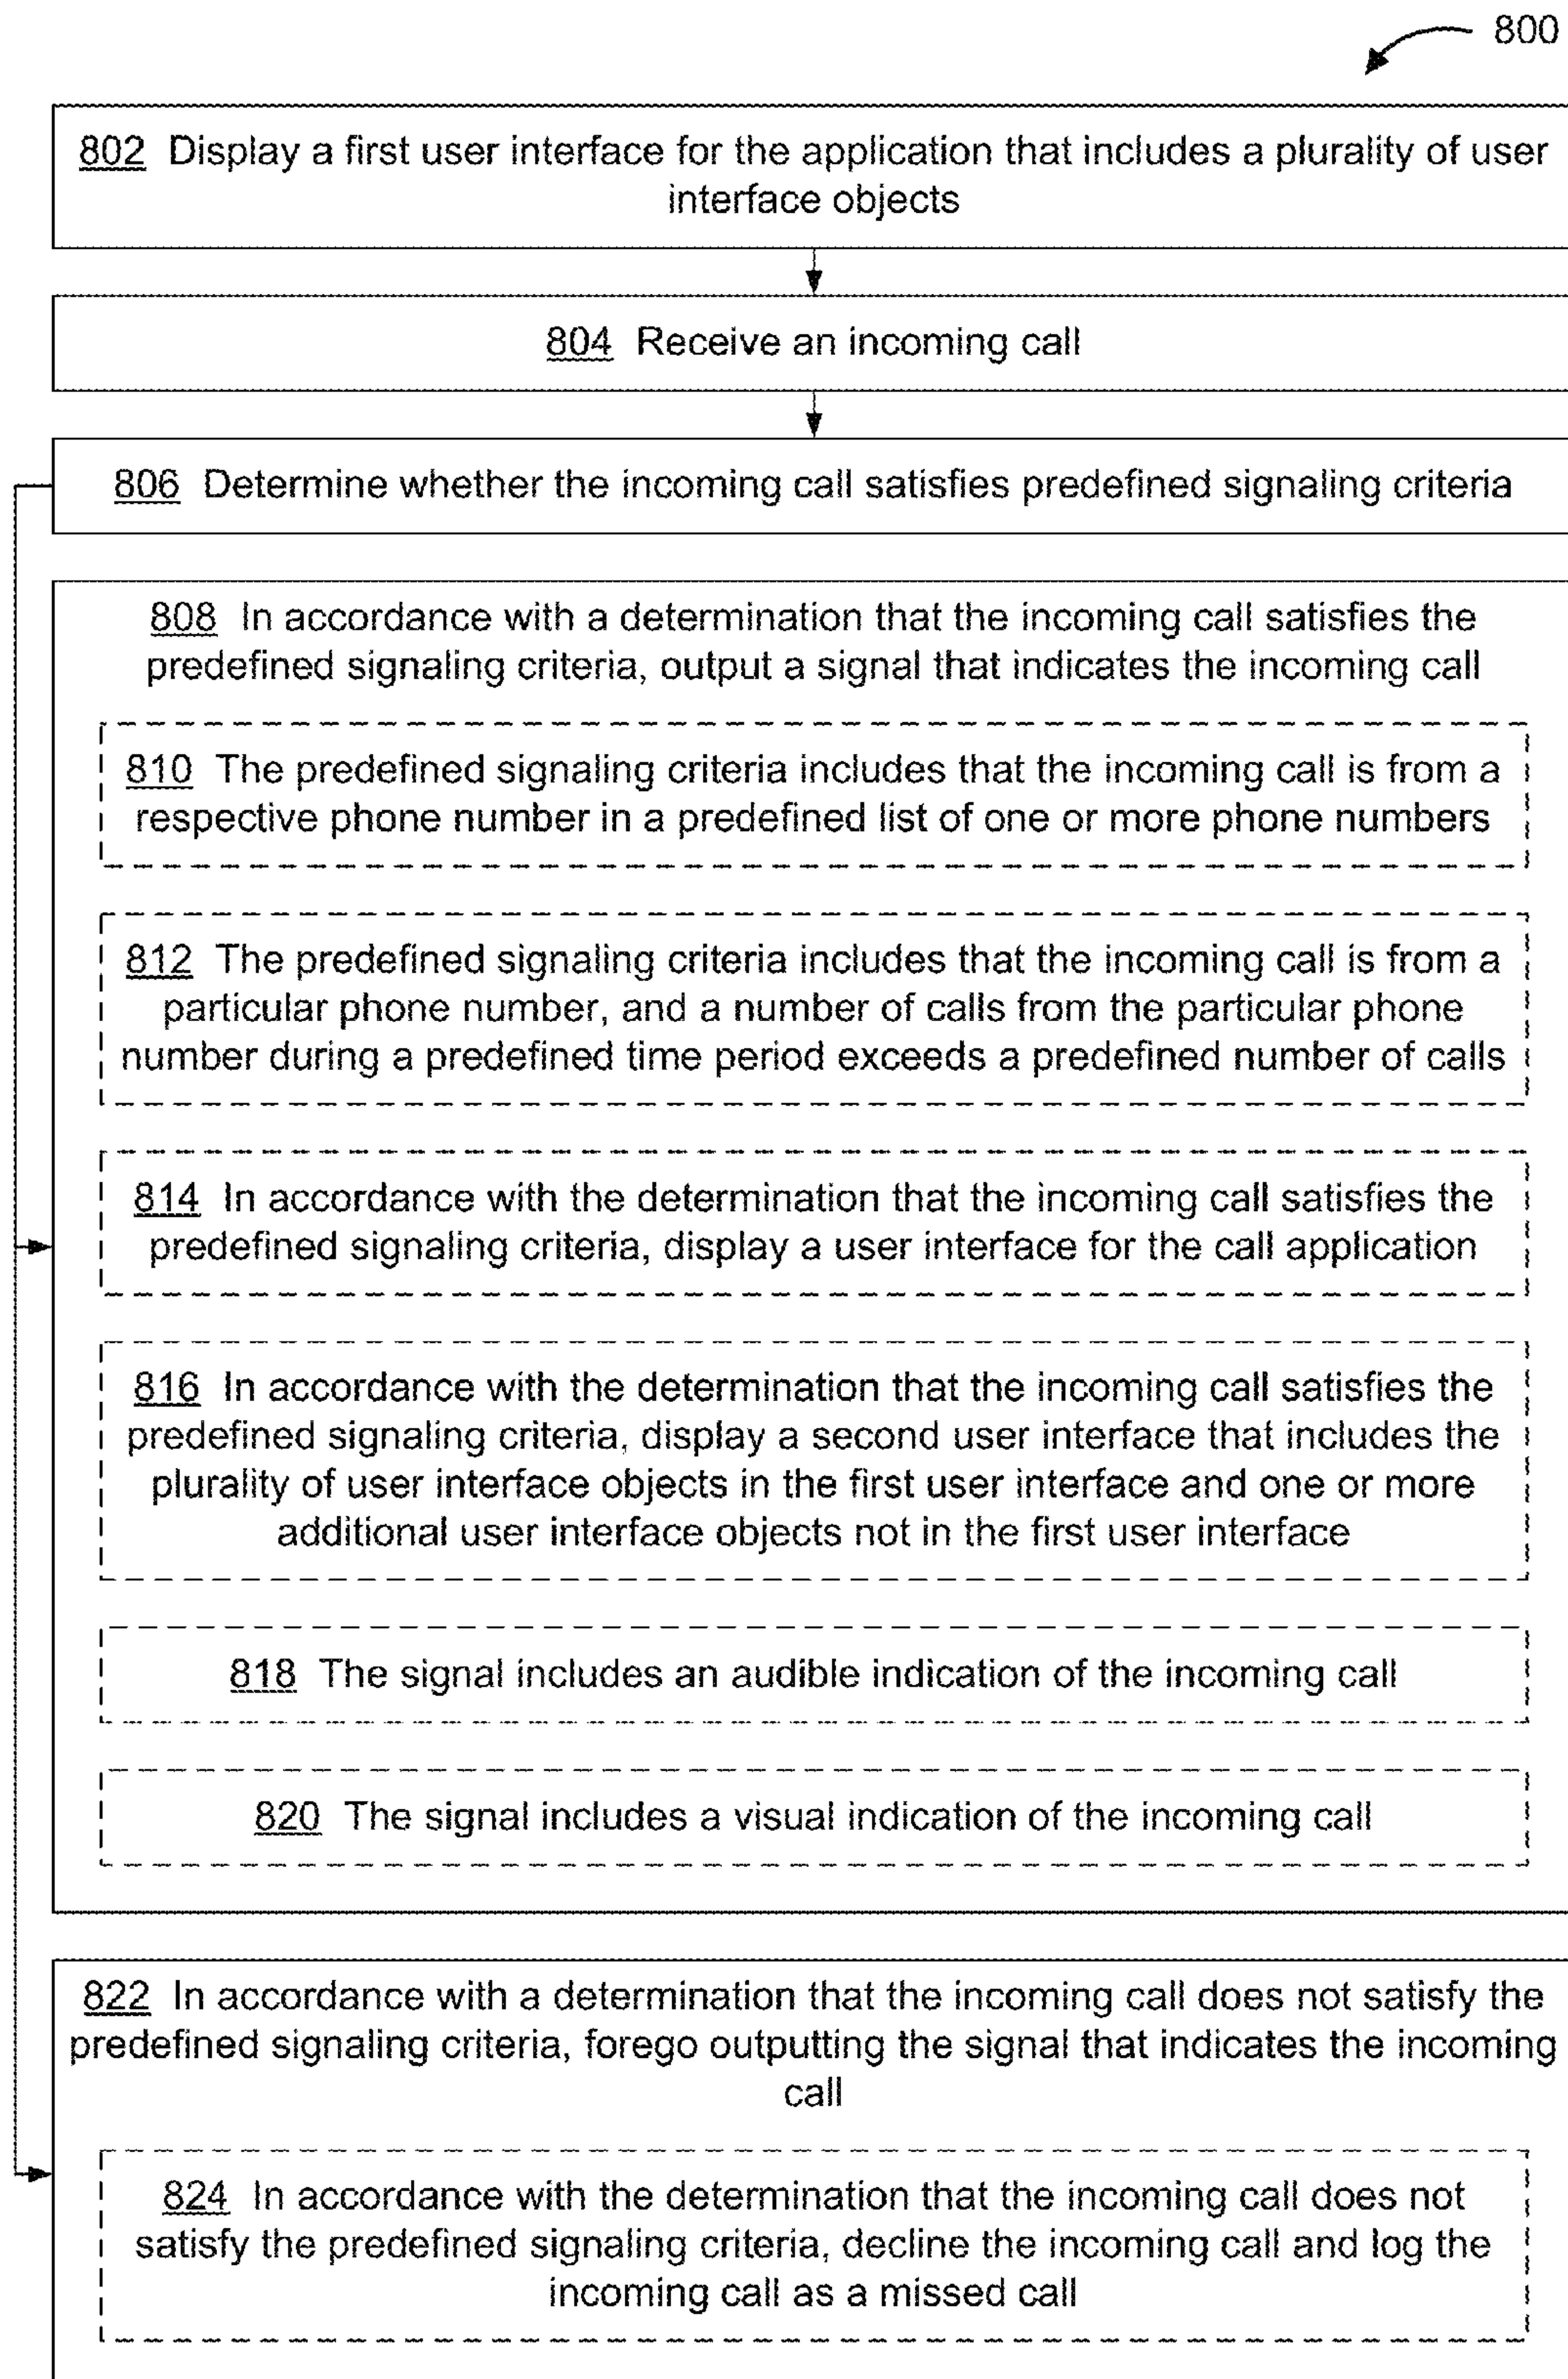 800
802 Display a first user interface for the application that includes a plurality of user
interface objects
804 Receive an incoming call
806 Determine whether the incoming call satisfies predefined signaling criteria
808 In accordance with a determination that the incoming call satisfies the
predefined signaling criteria, output a signal that indicates the incoming call
810 The predefined signaling criteria includes that the incoming call is from a
respective phone number in a predefined list of one or more phone numbers
812 The predefined signaling criteria includes that the incoming call is from a
particular phone number, and a number of calls from the particular phone
number during a predefined time period exceeds a predefined number of calls
814 In accordance with the determination that the incoming call satisfies the
predefined signaling criteria, display a user interface for the call application
816 In accordance with the determination that the incoming call satisfies the
predefined signaling criteria, display a second user interface that includes the
plurality of user interface objects in the first user interface and one or more
additional user interface objects not in the first user interface
818 The signal includes an audible indication of the incoming call
820 The signal includes a visual indication of the incoming call
822 In accordance with a determination that the incoming call does not satisfy the
predefined signaling criteria, forego outputting the signal that indicates the incoming
call
824 In accordance with the determination that the incoming call does not
satisfy the predefined signaling criteria, decline the incoming call and log the
incoming call as a missed call